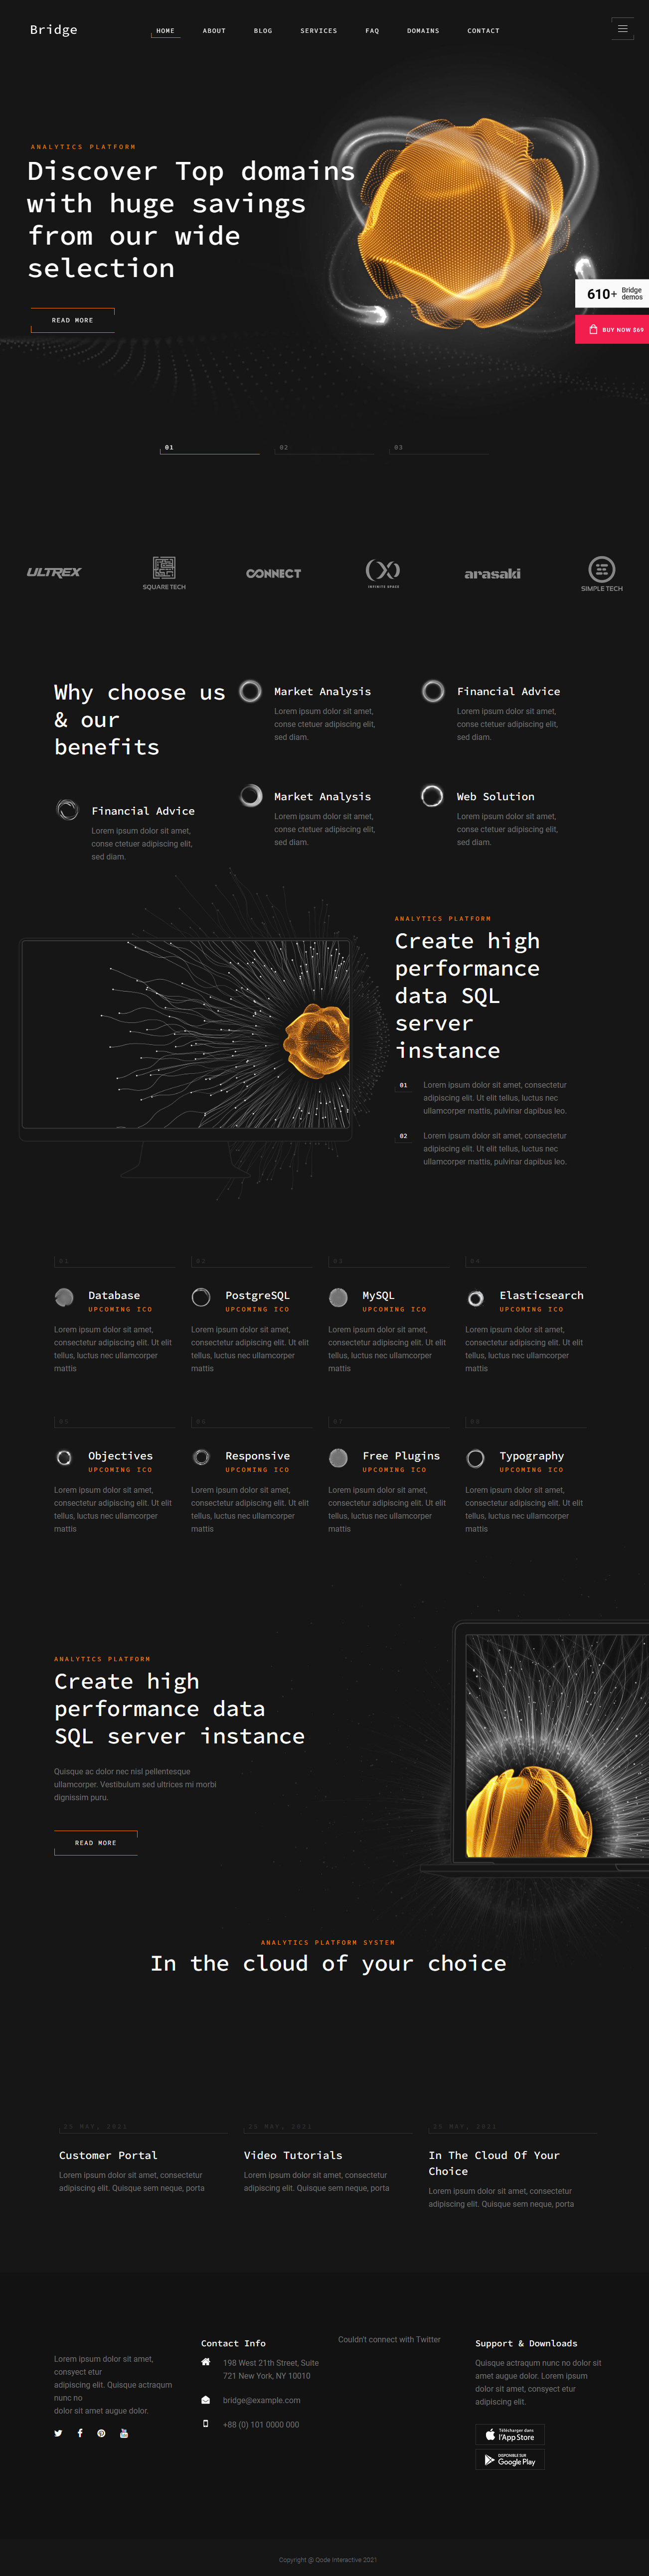 Bridge
HOME ABOUT BLOG SERVICES FAQ DOMAINS CONTACT
ANALYTICS PLATFORM
Discover Top domains
with huge savings
from our wide
selection
READ MORE
610+ Bridge demos
BUY NOW $69
01 02 03
ULTREX
SQUARE TECH
CONNECT
INFINITE SPACE
arasaki
SIMPLE TECH
Why choose us
& our
benefits
Market Analysis
Lorem ipsum dolor sit amet,
conse ctetuer adipiscing elit,
sed diam.
Financial Advice
Lorem ipsum dolor sit amet,
conse ctetuer adipiscing elit,
sed diam.
Financial Advice
Lorem ipsum dolor sit amet,
conse ctetuer adipiscing elit,
sed diam.
Market Analysis
Lorem ipsum dolor sit amet,
conse ctetuer adipiscing elit,
sed diam.
Web Solution
Lorem ipsum dolor sit amet,
conse ctetuer adipiscing elit,
sed diam.
ANALYTICS PLATFORM
Create high
performance
data SQL
server
instance
01
Lorem ipsum dolor sit amet, consectetur
adipiscing elit. Ut elit tellus, luctus nec
ullamcorper mattis, pulvinar dapibus leo.
02
Lorem ipsum dolor sit amet, consectetur
adipiscing elit. Ut elit tellus, luctus nec
ullamcorper mattis, pulvinar dapibus leo.
01
Database
UPCOMING ICO
Lorem ipsum dolor sit amet,
consectetur adipiscing elit. Ut elit
tellus, luctus nec ullamcorper
mattis
02
PostgreSQL
UPCOMING ICO
Lorem ipsum dolor sit amet,
consectetur adipiscing elit. Ut elit
tellus, luctus nec ullamcorper
mattis
03
MySQL
UPCOMING ICO
Lorem ipsum dolor sit amet,
consectetur adipiscing elit. Ut elit
tellus, luctus nec ullamcorper
mattis
04
Elasticsearch
UPCOMING ICO
Lorem ipsum dolor sit amet,
consectetur adipiscing elit. Ut elit
tellus, luctus nec ullamcorper
mattis
05
Objectives
UPCOMING ICO
Lorem ipsum dolor sit amet,
consectetur adipiscing elit. Ut elit
tellus, luctus nec ullamcorper
mattis
06
Responsive
UPCOMING ICO
Lorem ipsum dolor sit amet,
consectetur adipiscing elit. Ut elit
tellus, luctus nec ullamcorper
mattis
07
Free Plugins
UPCOMING ICO
Lorem ipsum dolor sit amet,
consectetur adipiscing elit. Ut elit
tellus, luctus nec ullamcorper
mattis
08
Typography
UPCOMING ICO
Lorem ipsum dolor sit amet,
consectetur adipiscing elit. Ut elit
tellus, luctus nec ullamcorper
mattis
ANALYTICS PLATFORM
Create high
performance data
SQL server instance
Quisque ac dolor nec nisl pellentesque
ullamcorper. Vestibulum sed ultrices mi morbi
dignissim puru.
READ MORE
ANALYTICS PLATFORM SYSTEM
In the cloud of your choice
25 MAY, 2021
Customer Portal
Lorem ipsum dolor sit amet, consectetur
adipiscing elit. Quisque sem neque, porta
25 MAY, 2021
Video Tutorials
Lorem ipsum dolor sit amet, consectetur
adipiscing elit. Quisque sem neque, porta
25 MAY, 2021
In The Cloud Of Your
Choice
Lorem ipsum dolor sit amet, consectetur
adipiscing elit. Quisque sem neque, porta
Lorem ipsum dolor sit amet,
consyect etur
adipiscing elit. Quisque actraqum
nunc no
dolor sit amet augue dolor.
Contact Info
198 West 21th Street, Suite
721 New York, NY 10010
bridge@example.com
+88 (0) 101 0000 000
Couldn't connect with Twitter
Support & Downloads
Quisque actraqum nunc no dolor sit
amet augue dolor. Lorem ipsum
dolor sit amet, consyect etur
adipiscing elit.
Télécharger dans
l'App Store
DISPONIBLE SUR
Google Play
Copyright @ Qode Interactive 2021